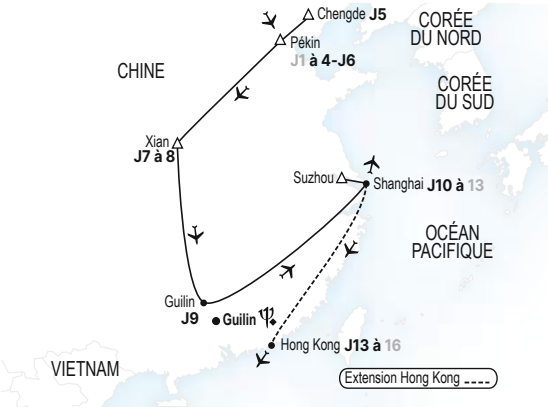 Chengde J5
Pékin
J1 à 4-J6
CORÉE
DU NORD
CHINE
CORÉE
DU SUD
Xian
J7 à 8
Suzhou
Shanghai J10 à 13
OCÉAN
PACIFIQUE
Guilin
J9
Guilin
Hong Kong J13 à 16
VIETNAM
Extension Hong Kong ----